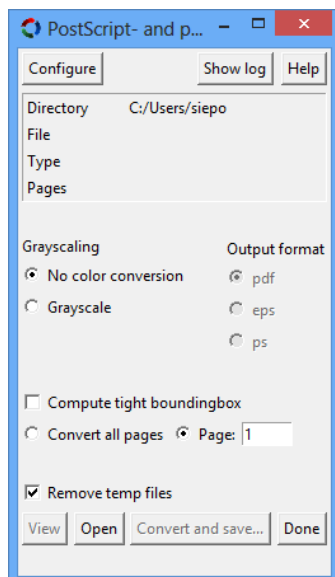 PostScript- and p...
Configure Show log Help
Directory C:/Users/siepo
File
Type
Pages
Grayscaling Output format
No color conversion pdf
Grayscale eps
ps
Compute tight boundingbox
Convert all pages Page: 1
Remove temp files
View Open Convert and save... Done